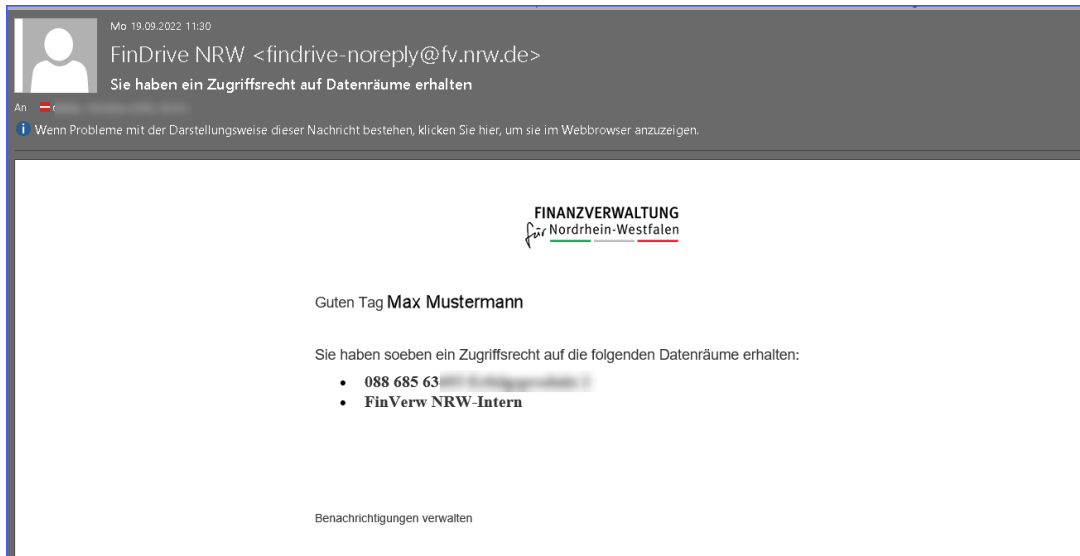 Mo 19.09.2022 11:30
FinDrive NRW <findrive-noreply@fv.nrw.de>
Sie haben ein Zugriffsrecht auf Datenräume erhalten
An
Wenn Probleme mit der Darstellungsweise dieser Nachricht bestehen, klicken Sie hier, um sie im Webbrowser anzuzeigen.
FINANZVERWALTUNG
für Nordrhein-Westfalen
Guten Tag Max Mustermann
Sie haben soeben ein Zugriffsrecht auf die folgenden Datenräume erhalten:
• 088 685 63
• FinVerw NRW-Intern
Benachrichtigungen verwalten